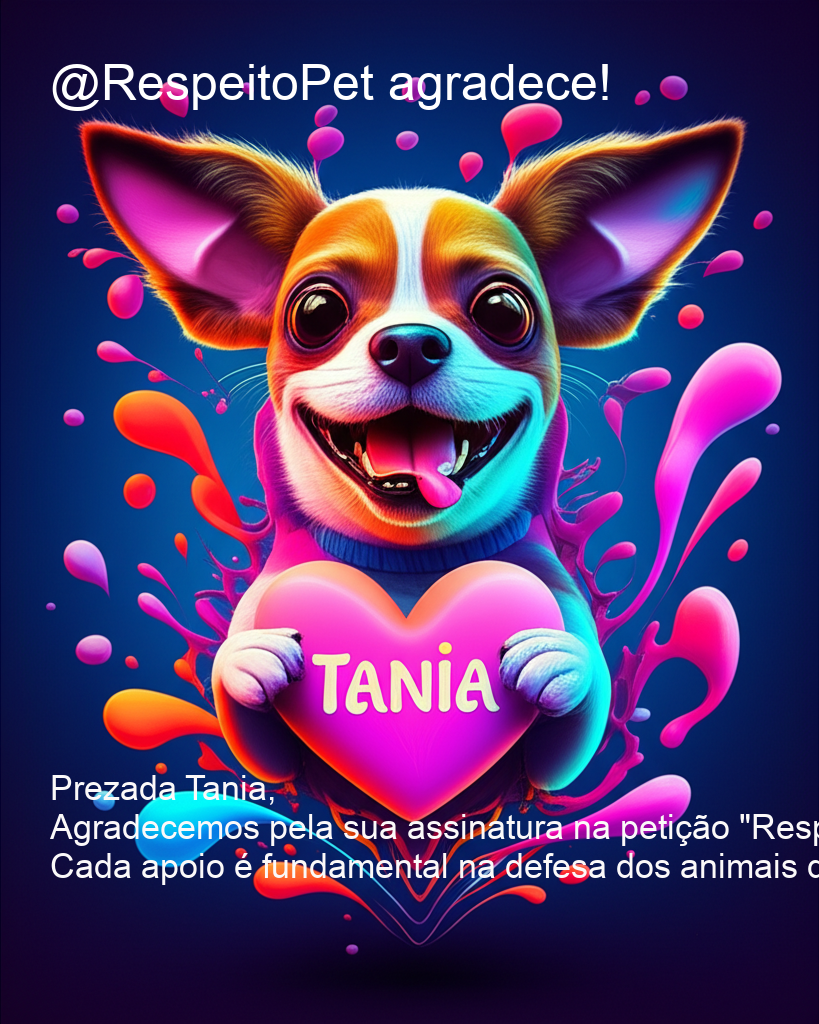 @RespeitoPet agradece!
TANiA
Prezada Tania,
Agradecemos pela sua assinatura na petição "Resp
Cada apoio é fundamental na defesa dos animais